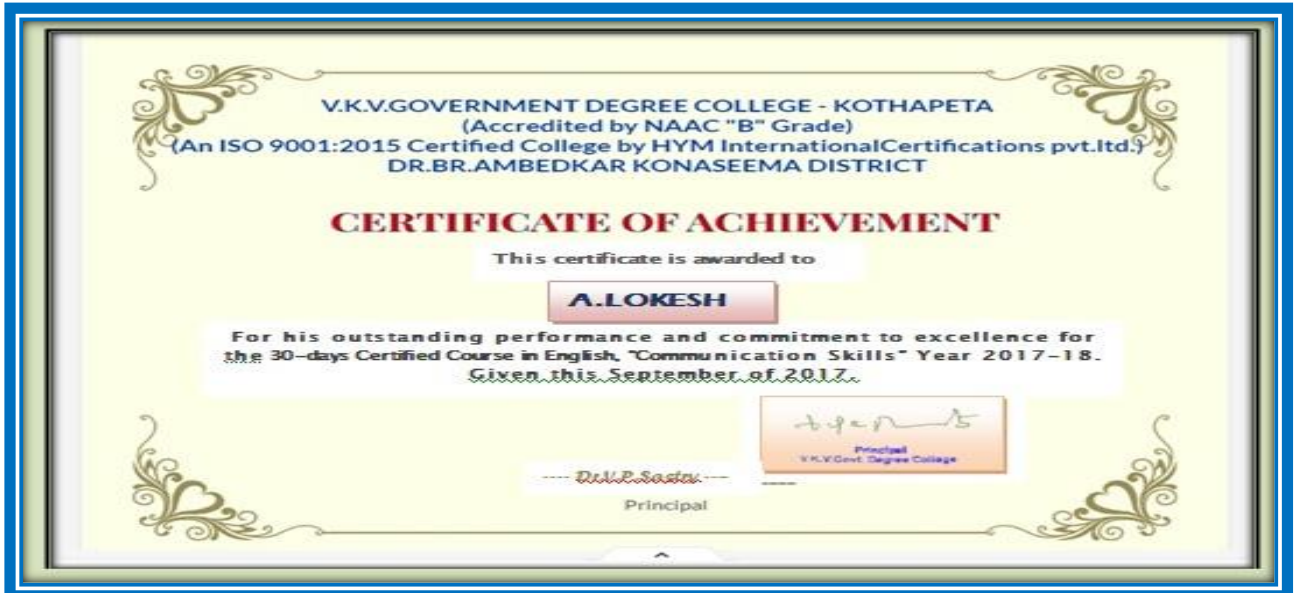 V.K.V.GOVERNMENT DEGREE COLLEGE - KOTHAPETA
(Accredited by NAAC "B" Grade)
(An ISO 9001:2015 Certified College by HYM InternationalCertifications pvt.ltd.)
DR.BR.AMBEDKAR KONASEEMA DISTRICT
CERTIFICATE OF ACHIEVEMENT
This certificate is awarded to
A.LOKESH
For his outstanding performance and commitment to excellence for
the 30-days Certified Course in English, "Communication Skills" Year 2017-18.
Given this September of 2017.
Principal
V.K.V.Govt. Degree College
---- Dr.V.P.Sastry---- ----
Principal